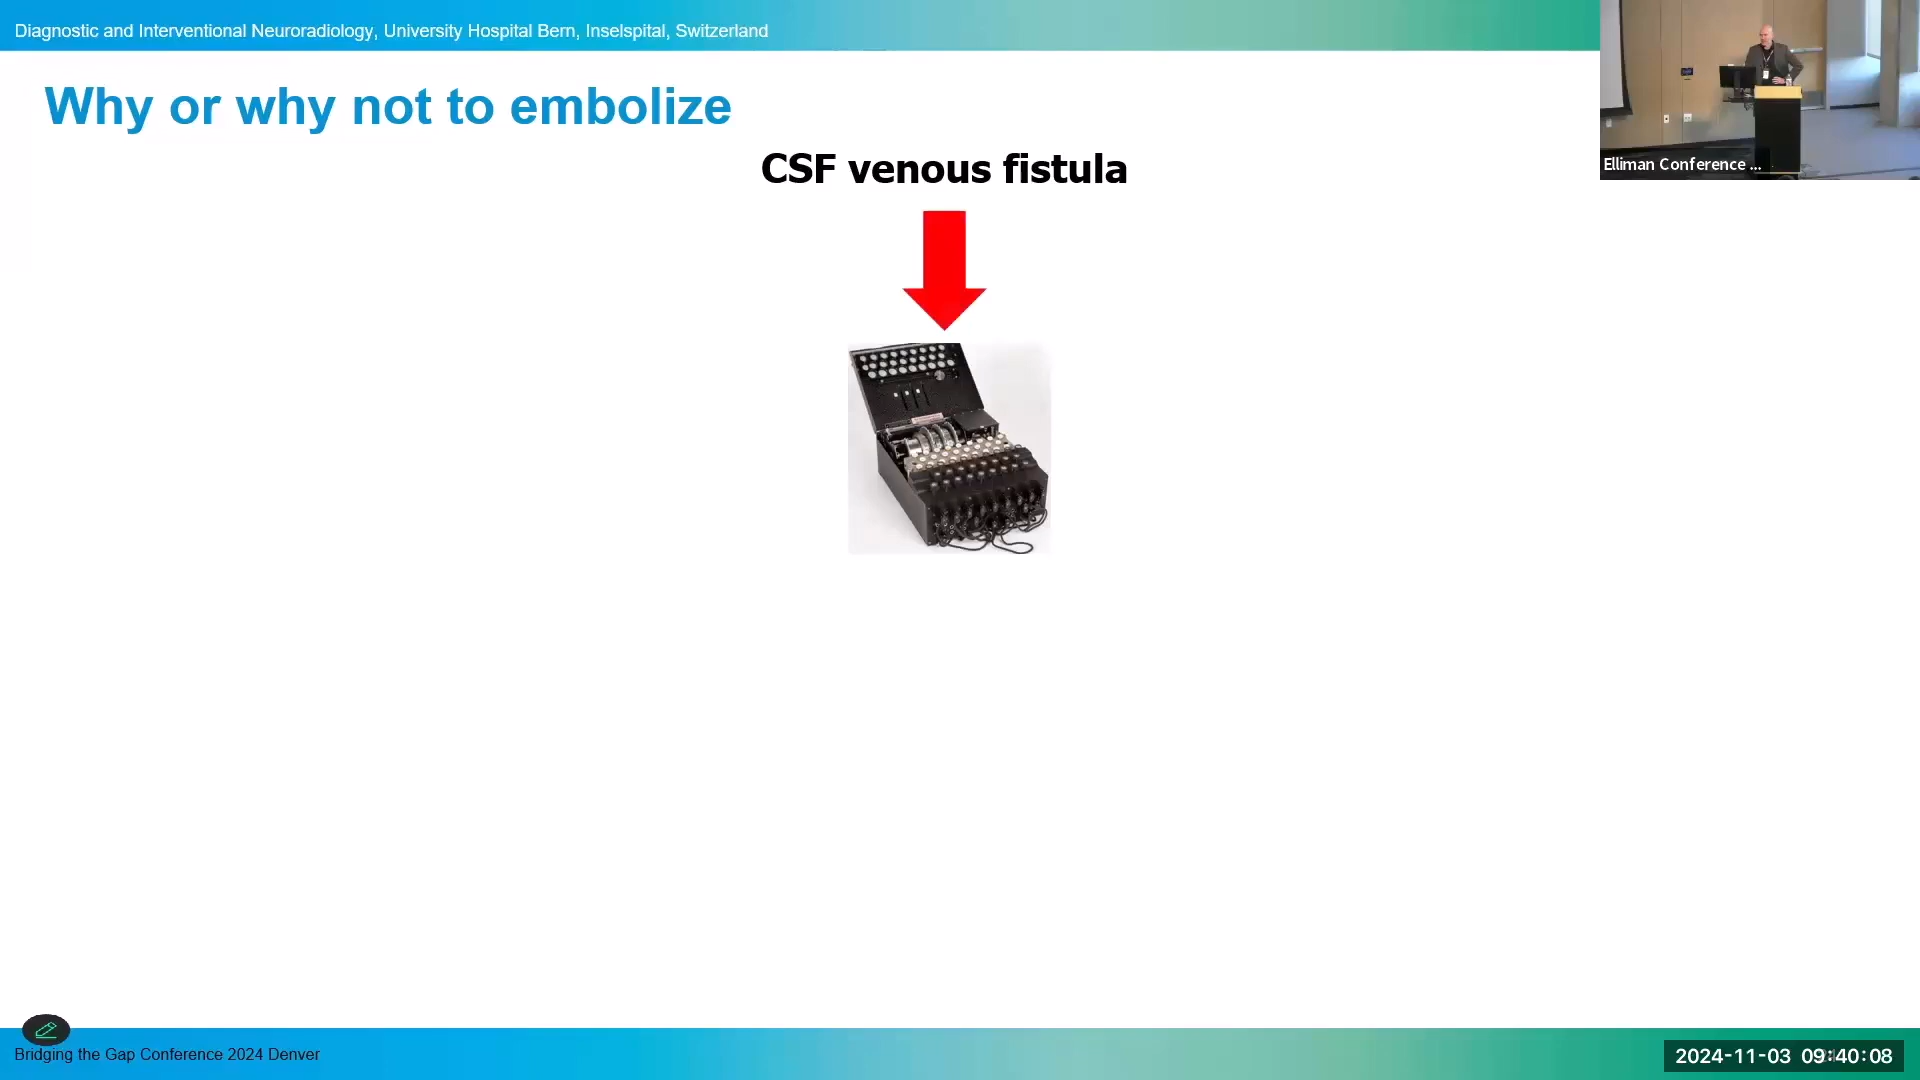 Diagnostic and Interventional Neuroradiology, University Hospital Bern, Inselspital, Switzerland
Why or why not to embolize
CSF venous fistula
Elliman Conference ...
Bridging the Gap Conference 2024 Denver
2024-11-03 09:40:08